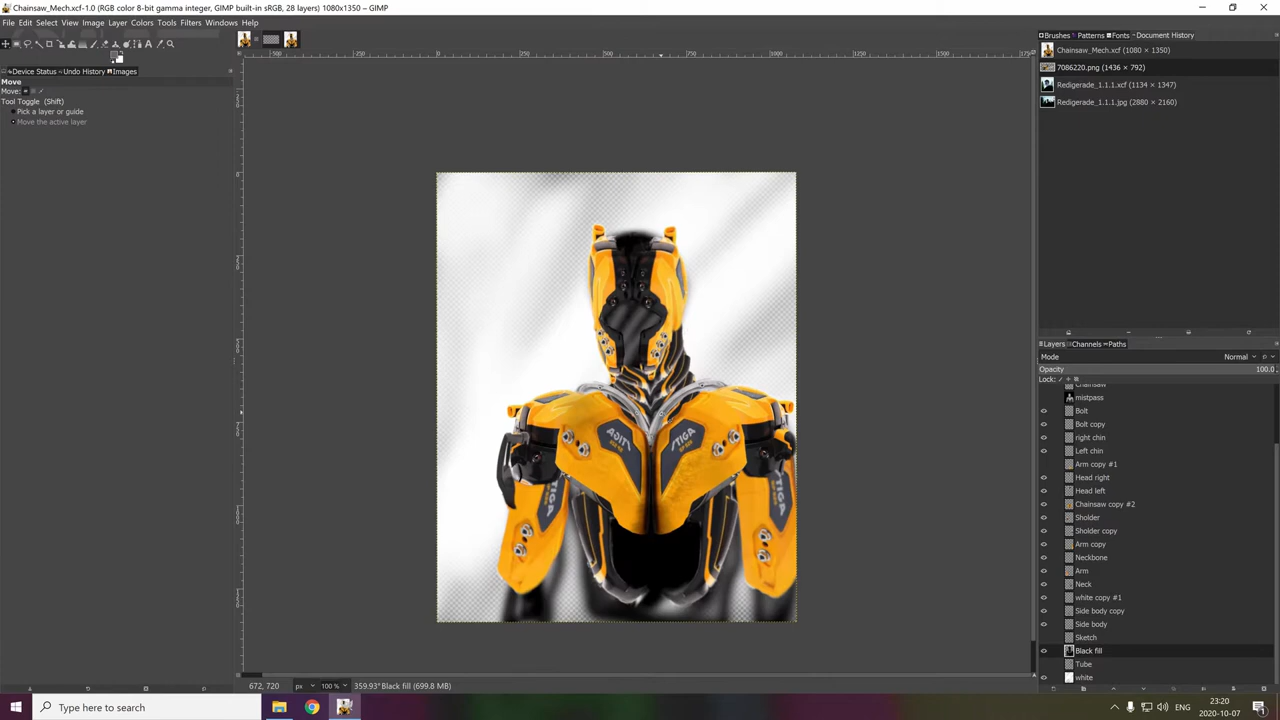 Chainsaw_Mech.xcf-1.0 (RGB color 8-bit gamma integer, GIMP built-in sRGB, 28 layers) 1080x1350 – GIMP
File Edit Select View Image Layer Colors Tools Filters Windows Help
Device Status Undo History Images
Move
Move:
Tool Toggle (Shift)
Pick a layer or guide
Move the active layer
Brushes Patterns Fonts Document History
Chainsaw_Mech.xcf (1080 × 1350)
7086220.png (1436 × 792)
Redigerade_1.1.1.xcf (1134 × 1347)
Redigerade_1.1.1.jpg (2880 × 2160)
STIGA
STIGA
STIGA
Layers Channels Paths
Mode Normal
Opacity 100.0
Lock:
Chainsaw
mistpass
Bolt
Bolt copy
right chin
Left chin
Arm copy #1
Head right
Head left
Chainsaw copy #2
Sholder
Sholder copy
Arm copy
Neckbone
Arm
Neck
white copy #1
Side body copy
Side body
Sketch
Black fill
Tube
white
672, 720 px 100 % 359.93° Black fill (699.8 MB)
Type here to search
ENG
23:20
2020-10-07